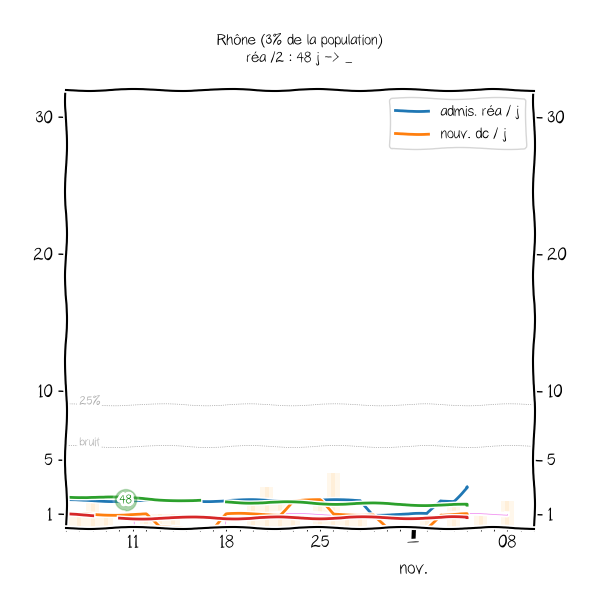 Rhône (3% de la population)
réa /2 : 48 j -> _
admis. réa / j
nouv. dc / j
30
30
20
20
10
10
25%
bruit
5
5
48
1
1
11
18
25
08
nov.